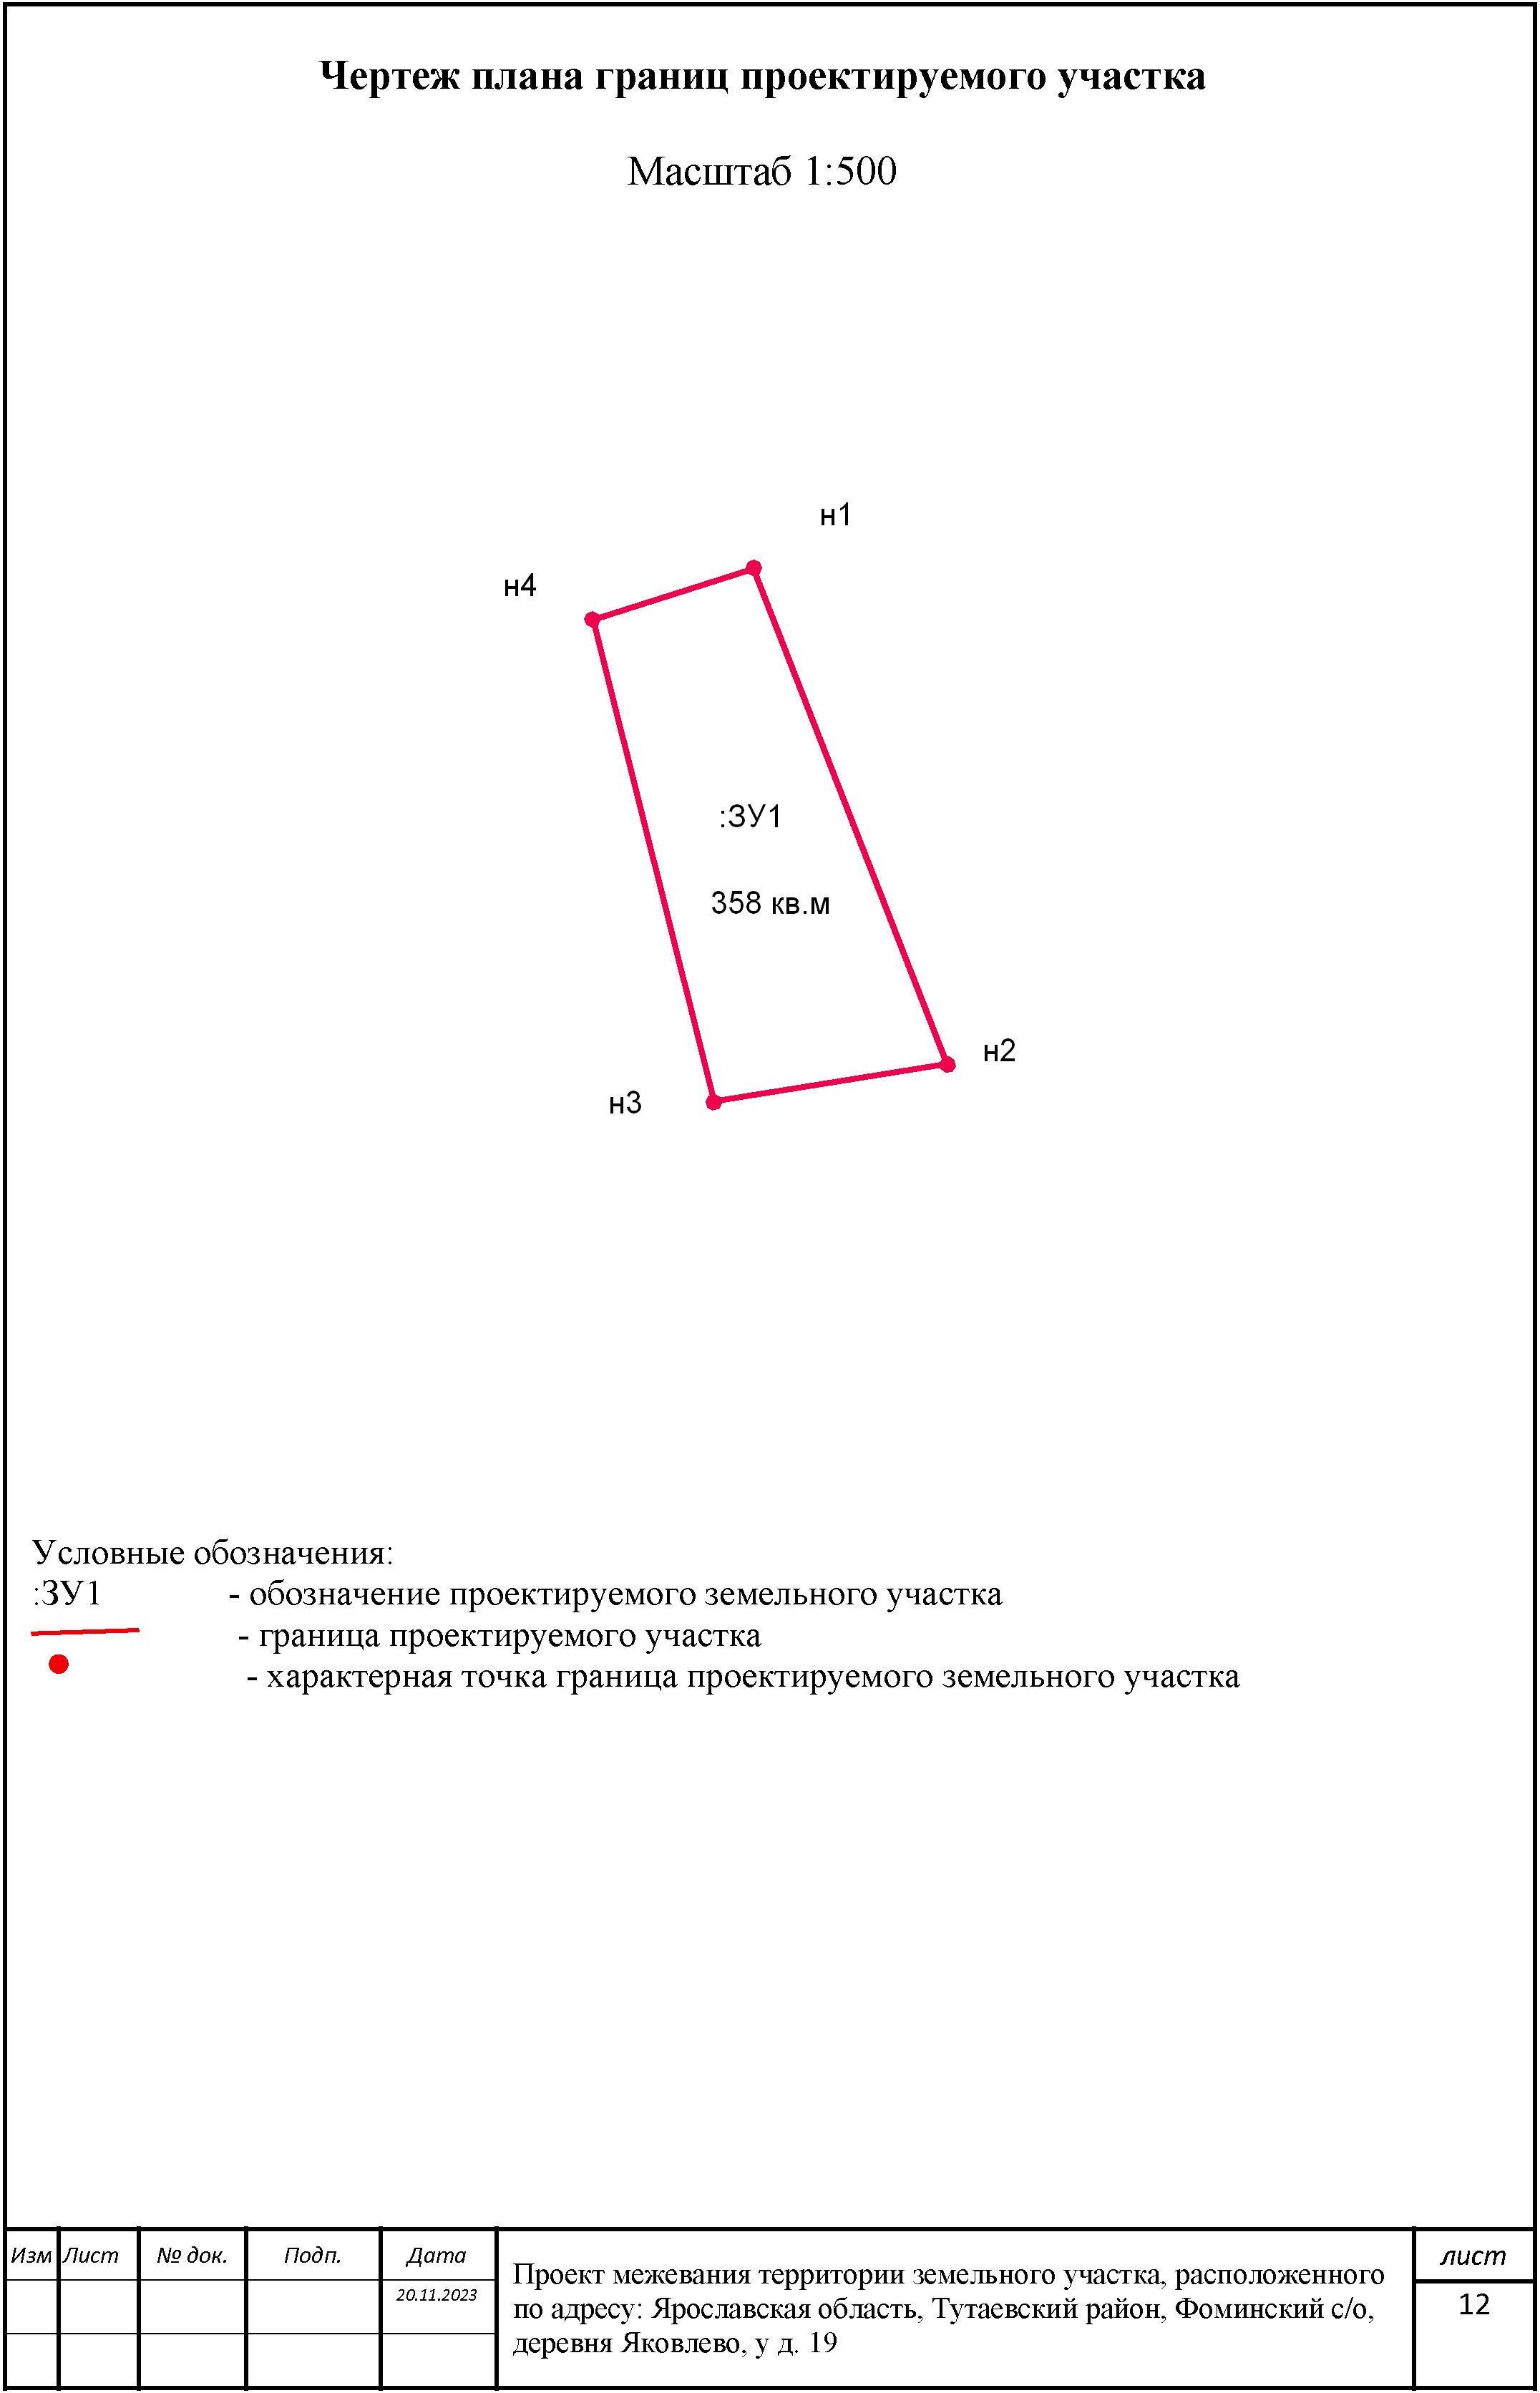 Чертеж плана границ проектируемого участка
Масштаб 1:500
н1
н4
:ЗУ1
358 кв.м
н2
н3
Условные обозначения:
:ЗУ1 - обозначение проектируемого земельного участка
- граница проектируемого участка
- характерная точка граница проектируемого земельного участка
Изм Лист № док. Подп. Дата
20.11.2023
Проект межевания территории земельного участка, расположенного
по адресу: Ярославская область, Тутаевский район, Фоминский с/о,
деревня Яковлево, у д. 19
лист
12